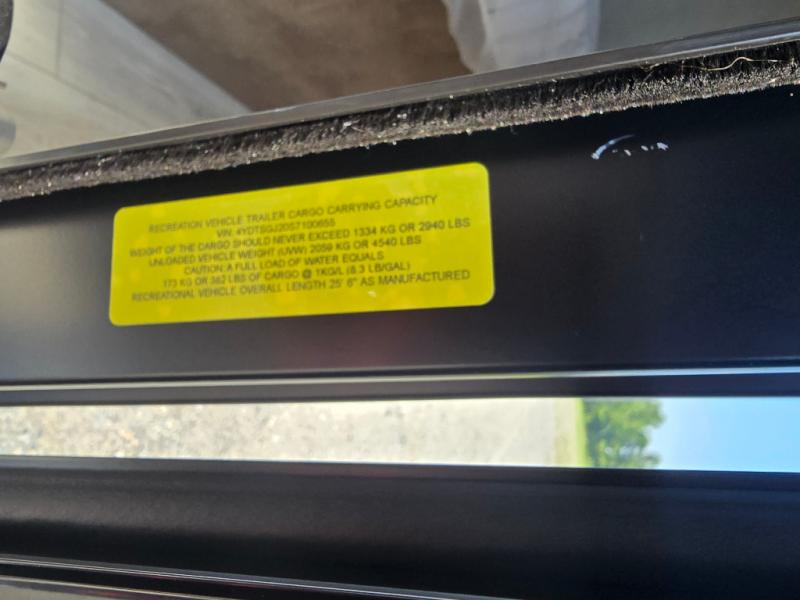 RECREATION VEHICLE TRAILER CARGO CARRYING CAPACITY
VIN: 4YDTSGJ20S7100655
WEIGHT OF THE CARGO SHOULD NEVER EXCEED 1334 KG OR 2940 LBS
UNLOADED VEHICLE WEIGHT (UVW) 2059 KG OR 4540 LBS
CAUTION: A FULL LOAD OF WATER EQUALS
173 KG OR 382 LBS OF CARGO @ 1KG/L (8.3 LB/GAL)
RECREATIONAL VEHICLE OVERALL LENGTH 25' 6" AS MANUFACTURED